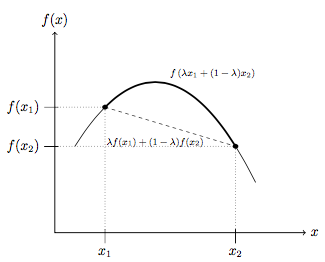 f(x)
f(λx₁ + (1 − λ)x₂)
f(x₁)
λf(x₁) + (1 − λ)f(x₂)
f(x₂)
x
x₁
x₂